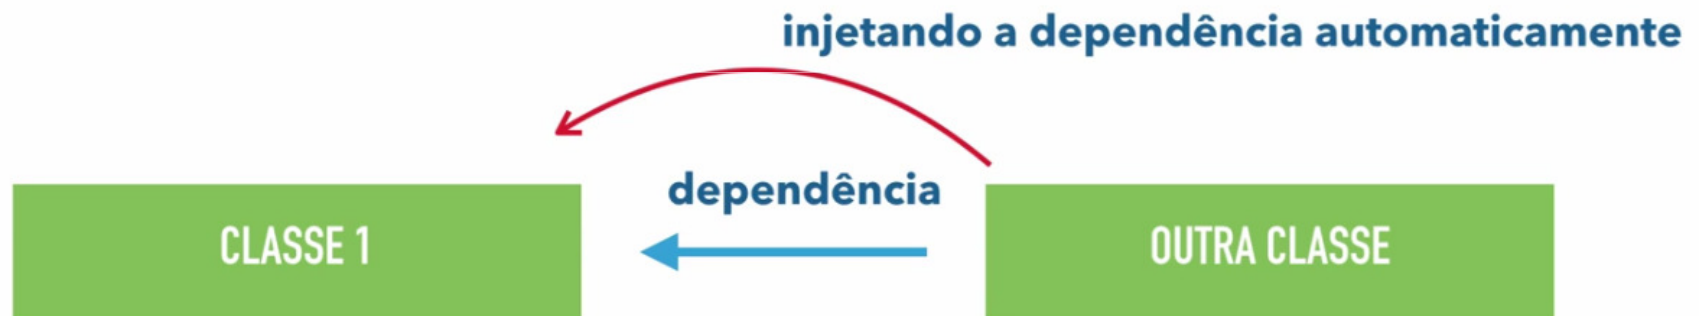 injetando a dependência automaticamente
dependência
CLASSE 1
OUTRA CLASSE